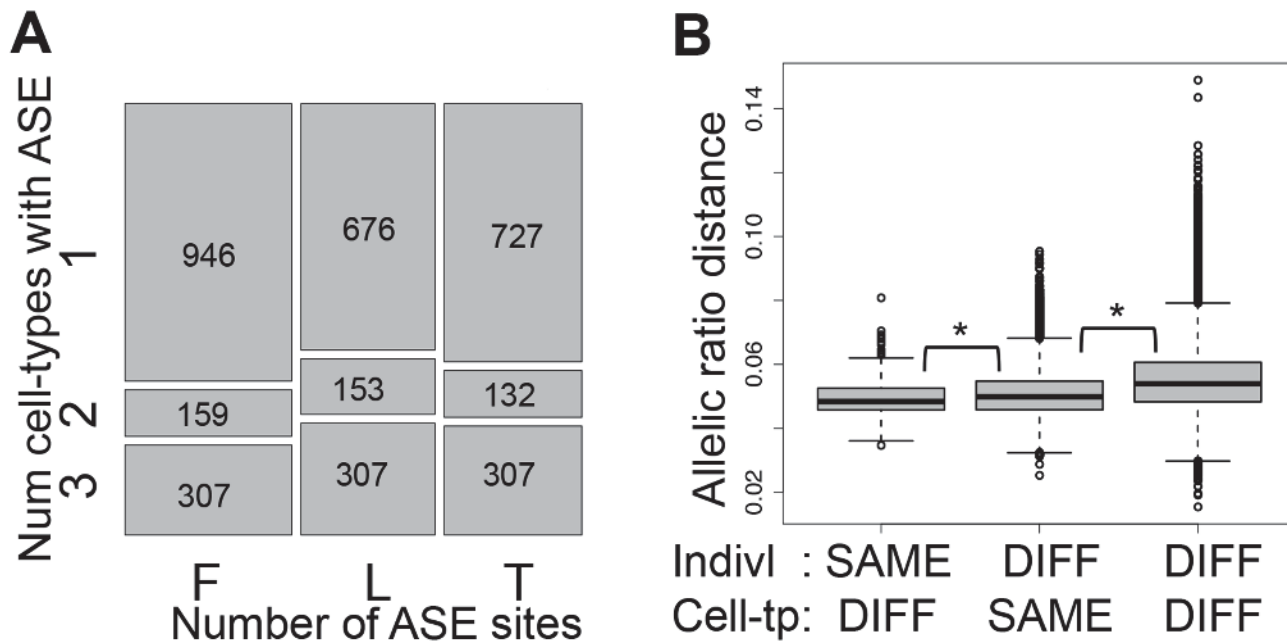 A
Num cell-types with ASE
1
2
3
946
676
727
159
153
132
307
307
307
F L T
Number of ASE sites
B
Allelic ratio distance
0.14
0.10
0.06
0.02
*
*
Indivl : SAME DIFF DIFF
Cell-tp: DIFF SAME DIFF